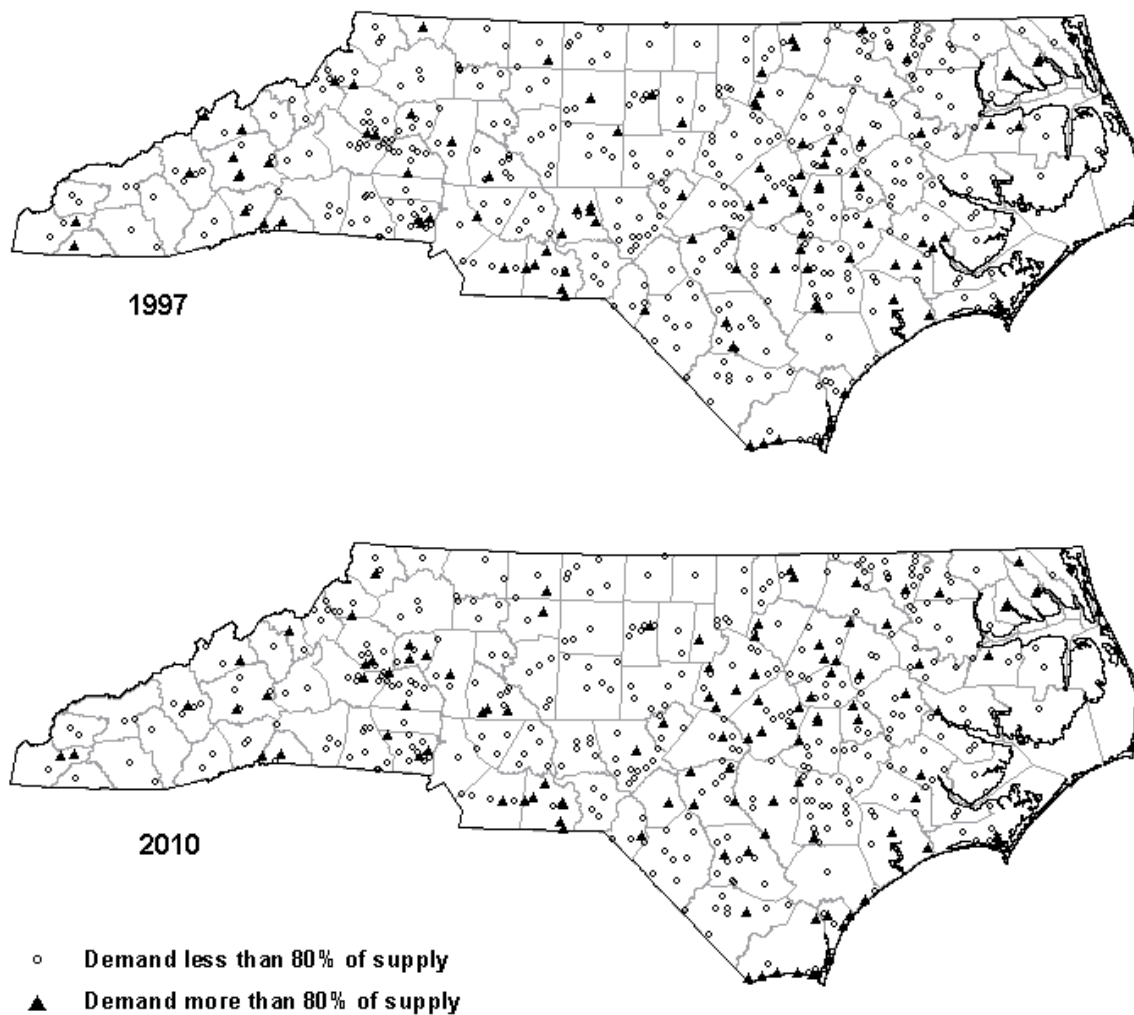 1997
2010
Demand less than 80% of supply
Demand more than 80% of supply